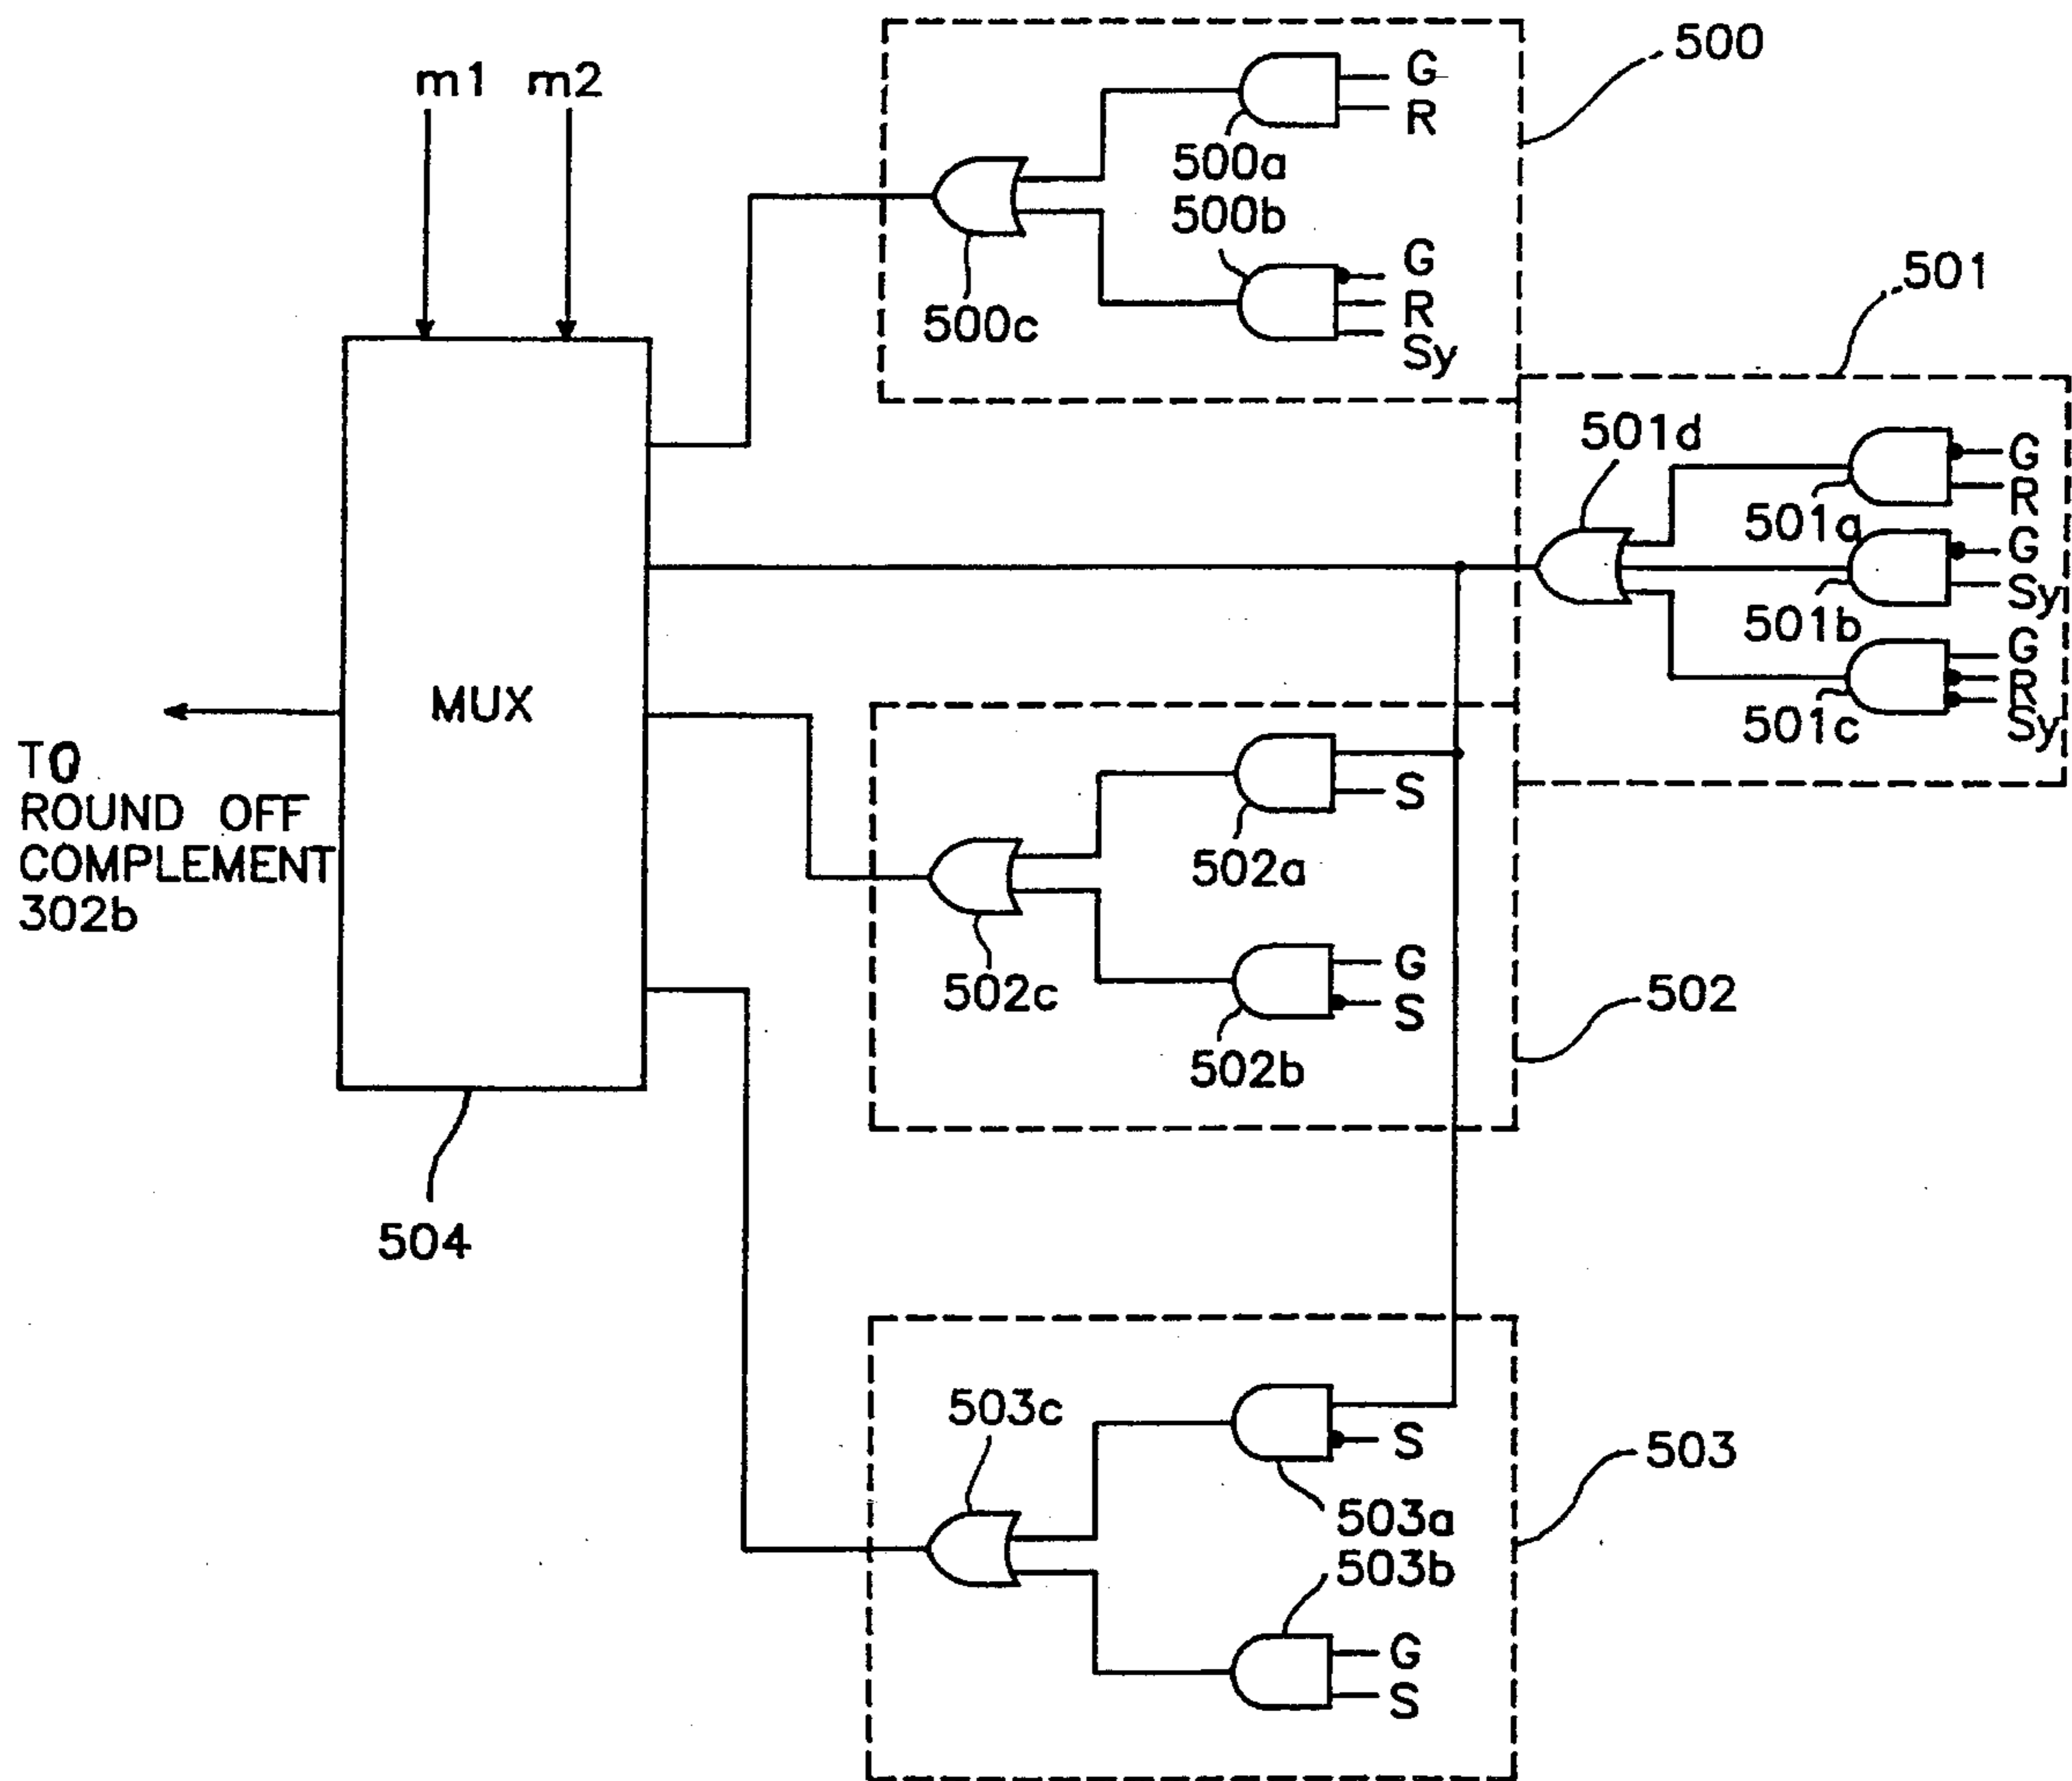 m1 m2
G
R
500a
500b
G
R
Sy
500c
500
501
501d
G
R
501a
G
Sy
501b
G
R
Sy
501c
MUX
TO
ROUND OFF
COMPLEMENT
302b
504
S
502a
G
S
502b
502c
502
503c
S
503a
503b
G
S
503